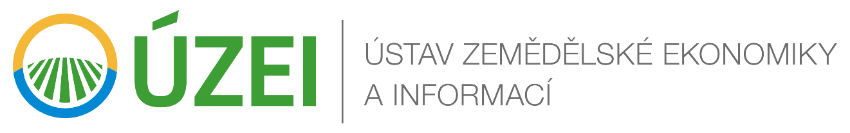 ÚZEI
ÚSTAV ZEMĚDĚLSKÉ EKONOMIKY
A INFORMACÍ